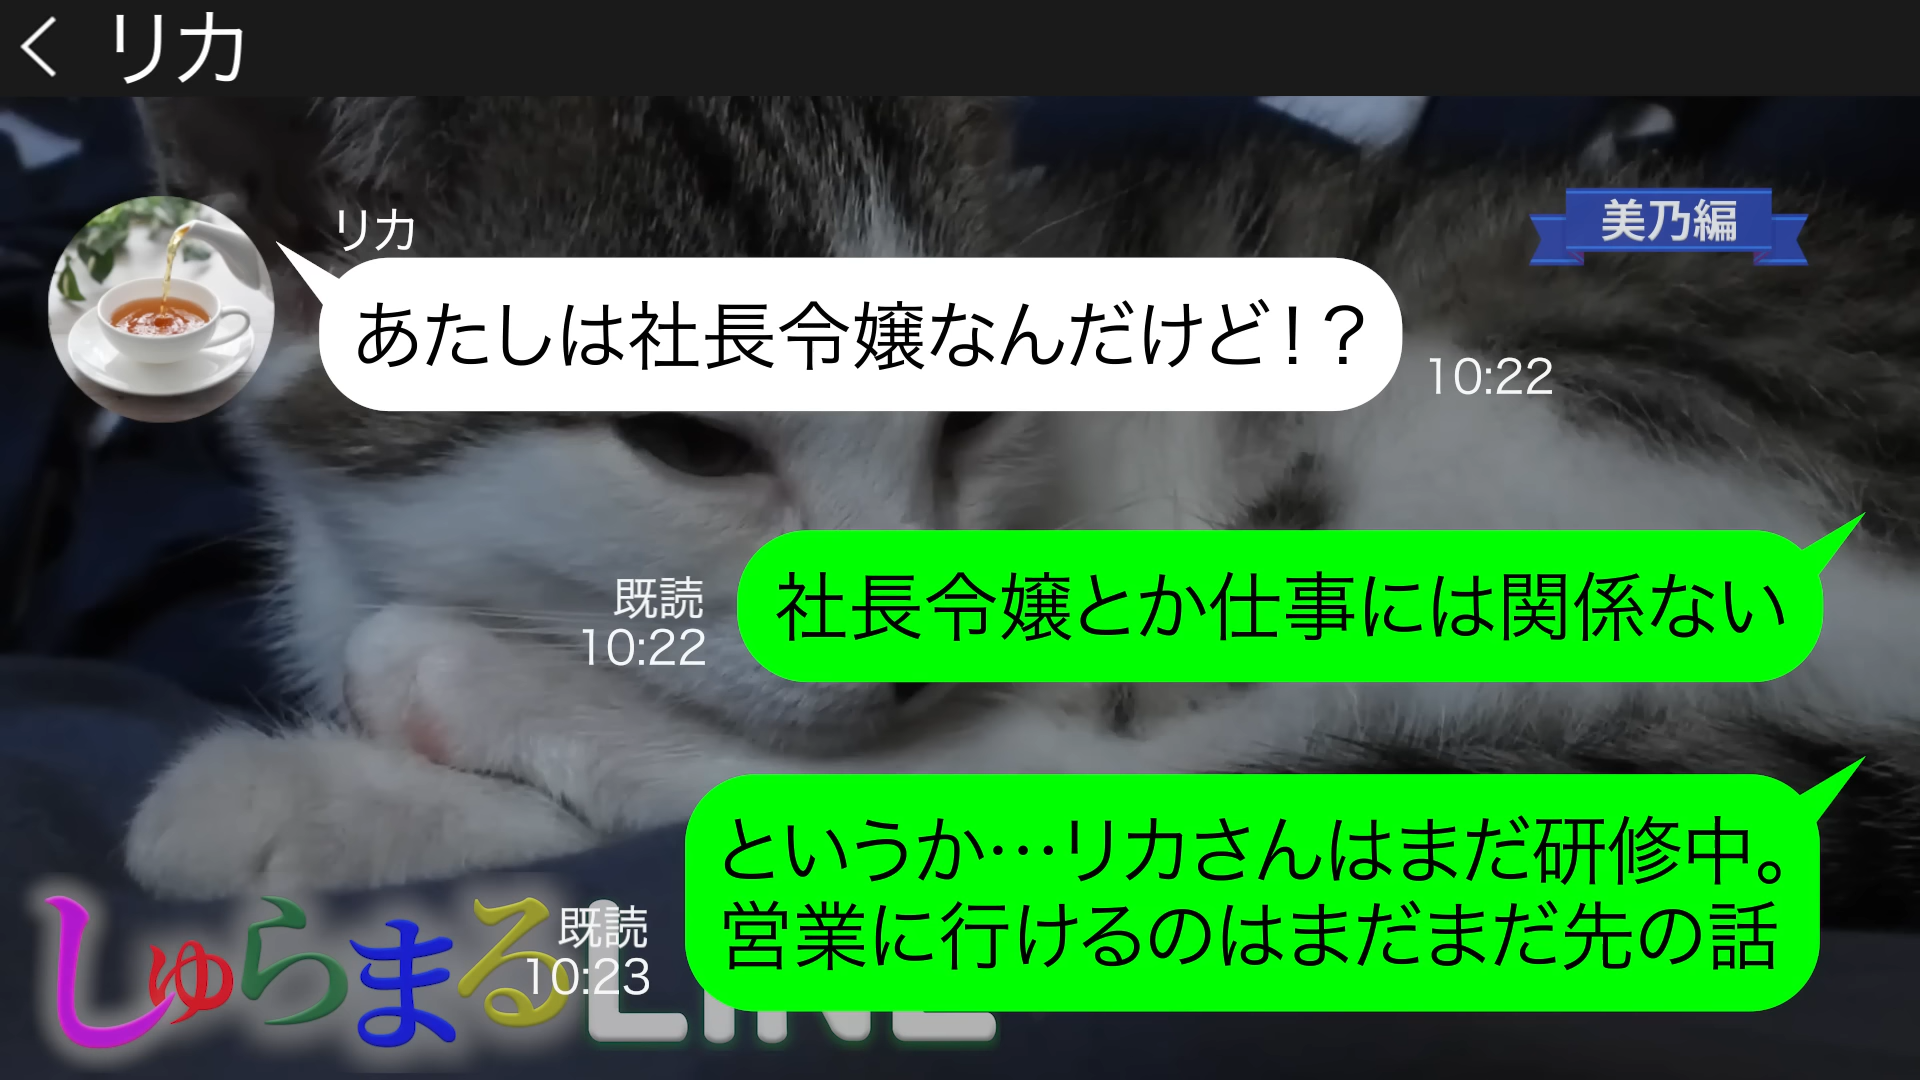 リカ
リカ
美乃編
あたしは社長令嬢なんだけど！？
10:22
社長令嬢とか仕事には関係ない
既読
10:22
というか…リカさんはまだ研修中。
営業に行けるのはまだまだ先の話
既読
10:23
しゅらまるLINE